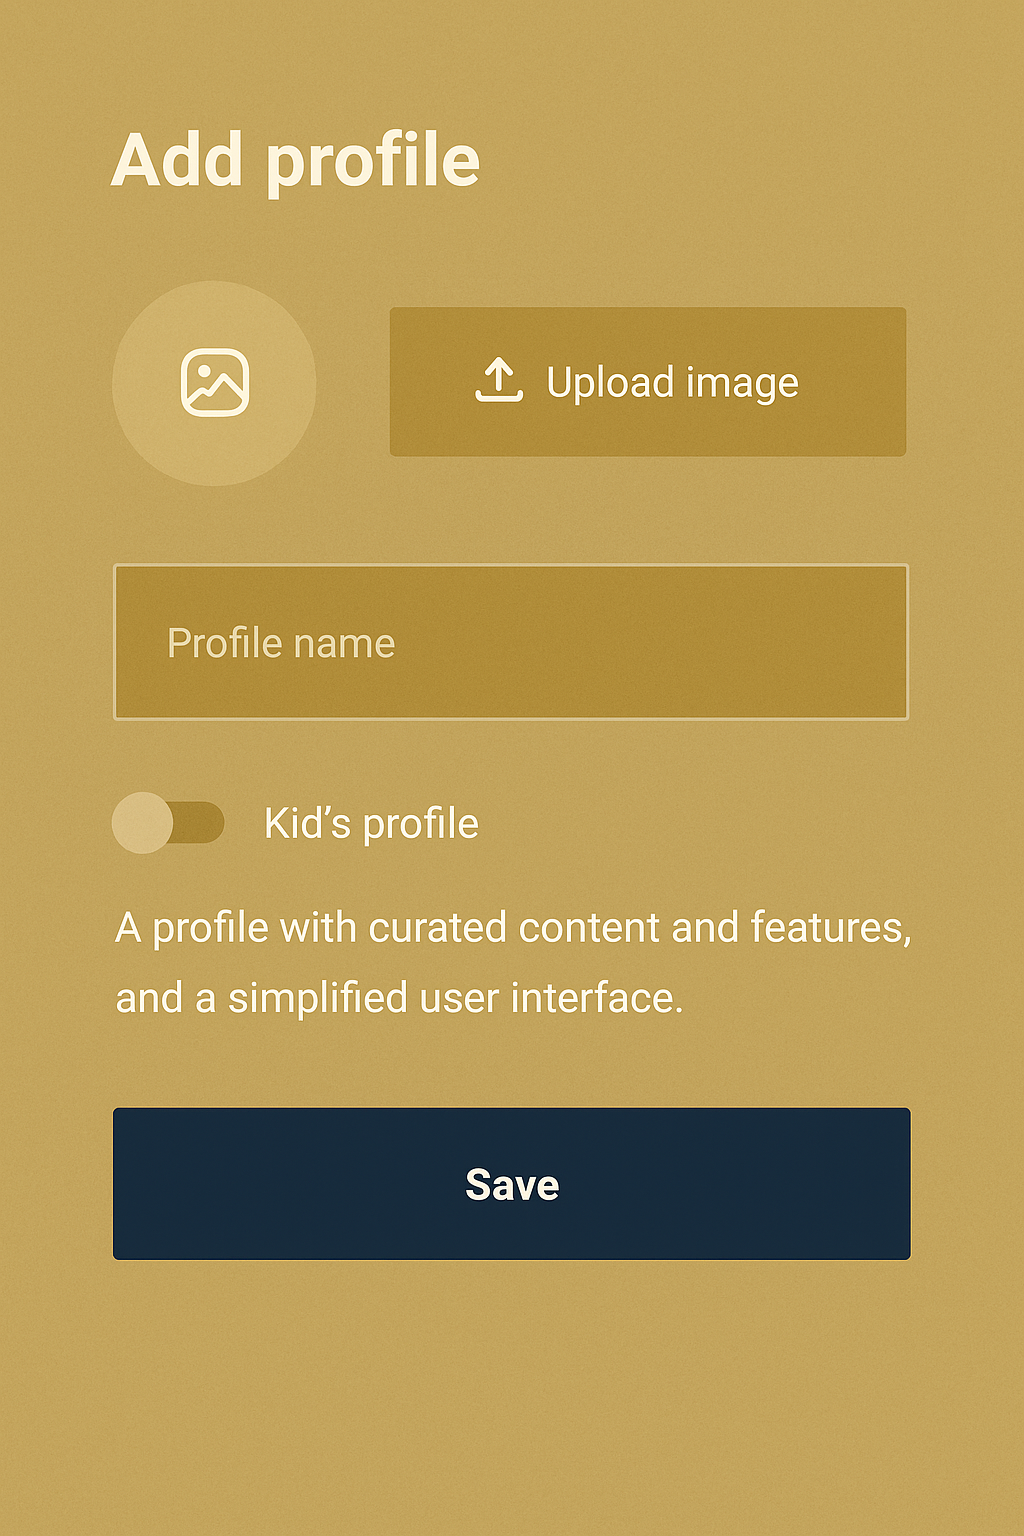 Add profile
Upload image
Profile name
Kid’s profile
A profile with curated content and features,
and a simplified user interface.
Save